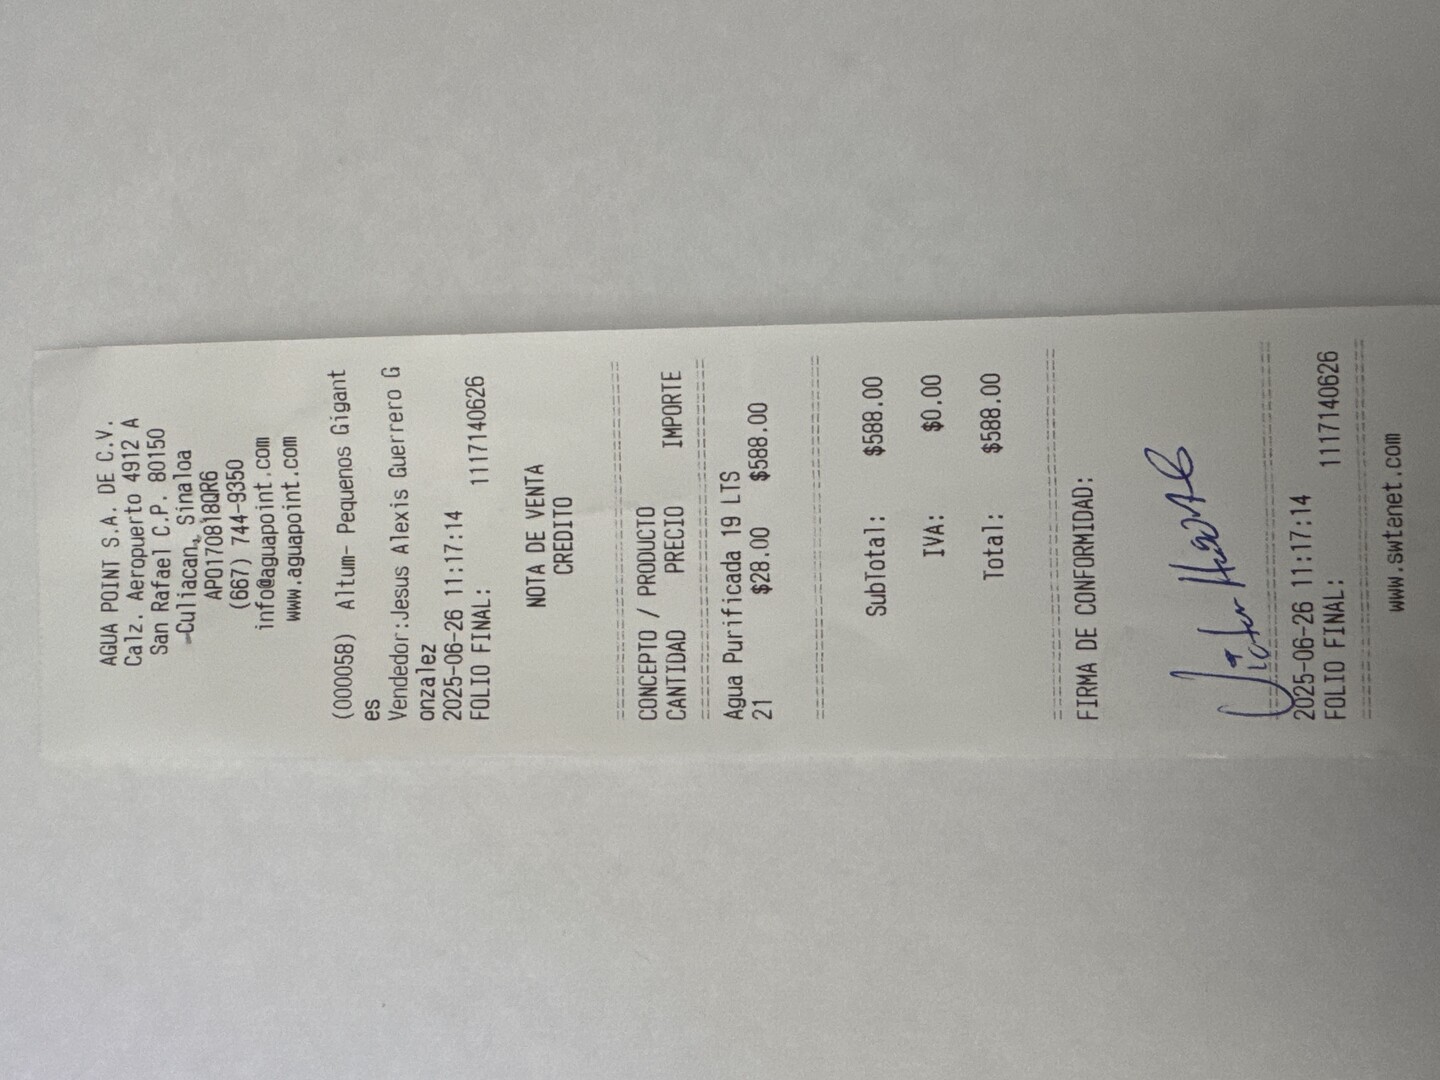 AGUA POINT S.A. DE C.V.
Calz. Aeropuerto 4912 A
San Rafael C.P. 80150
Culiacan, Sinaloa
APO170818QR6
(667) 744-9350
info@aguapoint.com
www.aguapoint.com
(000058) Altum- Pequenos Gigant
es
Vendedor:Jesus Alexis Guerrero G
onzalez
2025-06-26 11:17:14
FOLIO FINAL: 1117140626
NOTA DE VENTA
CREDITO
================================
CONCEPTO / PRODUCTO
CANTIDAD PRECIO IMPORTE
================================
Agua Purificada 19 LTS
21 $28.00 $588.00
================================
SubTotal: $588.00
IVA: $0.00
Total: $588.00
================================
FIRMA DE CONFORMIDAD:
Victor Hugo
================================
2025-06-26 11:17:14
FOLIO FINAL: 1117140626
================================
www.swtenet.com